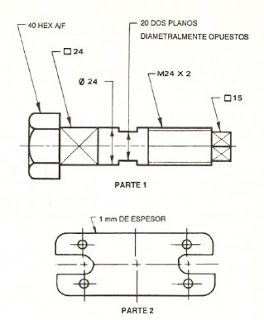 40 HEX A/F
20 DOS PLANOS
DIAMETRALMENTE OPUESTOS
□ 24
Ø 24
M24 X 2
□ 15
PARTE 1
1 mm DE ESPESOR
PARTE 2